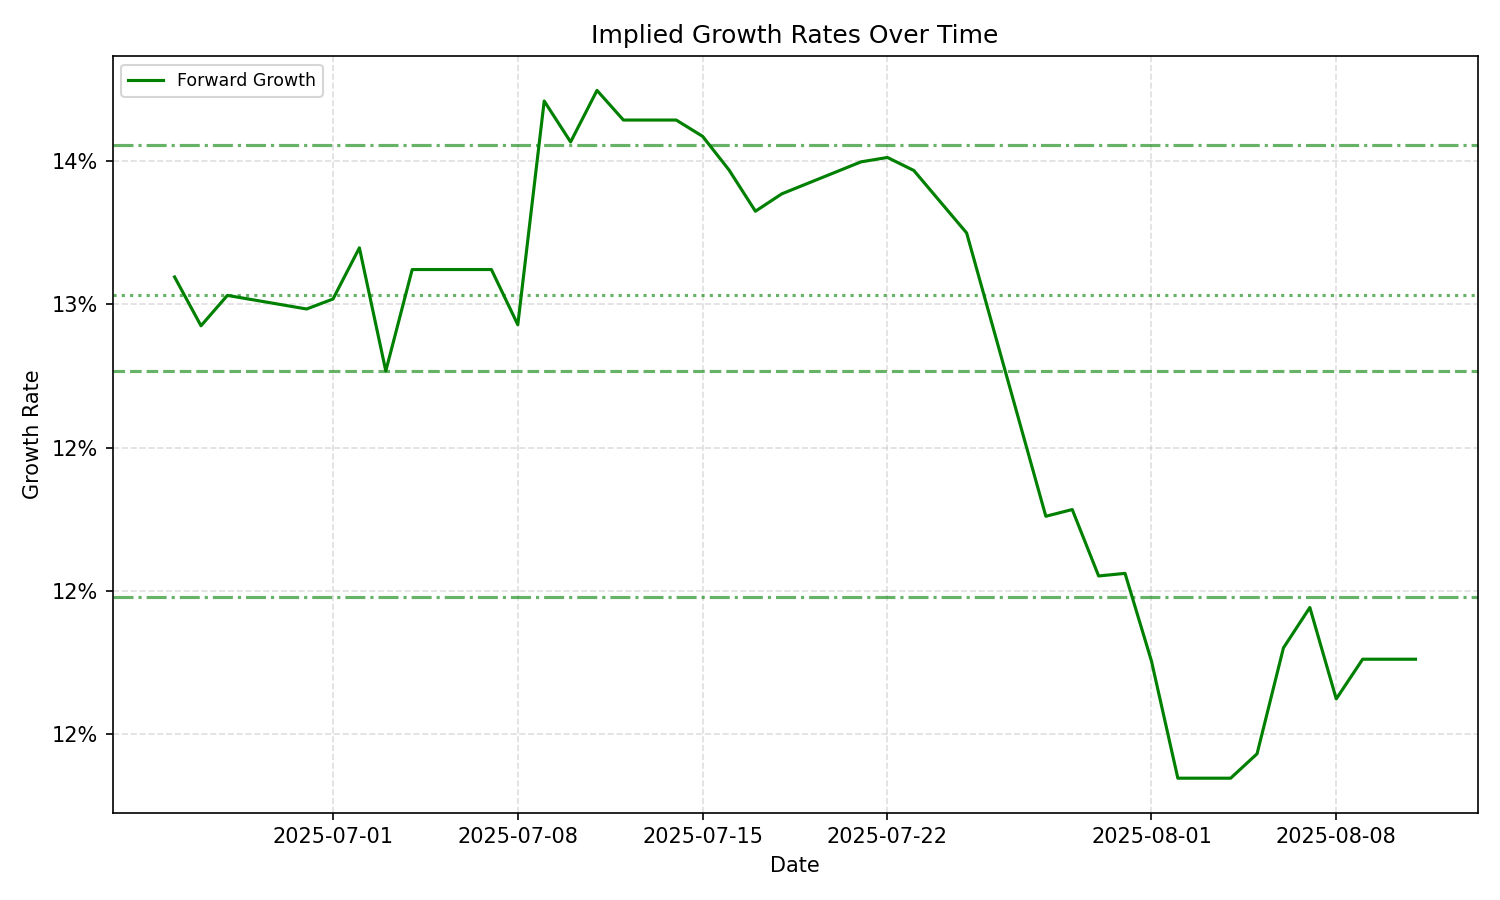 Implied Growth Rates Over Time
Forward Growth
14%
13%
12%
12%
12%
Growth Rate
2025-07-01
2025-07-08
2025-07-15
2025-07-22
2025-08-01
2025-08-08
Date